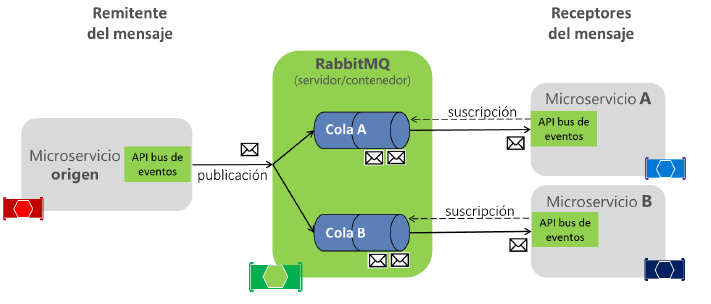 Remitente
del mensaje
Receptores
del mensaje
RabbitMQ
(servidor/contenedor)
Microservicio
origen
API bus de
eventos
publicación
Cola A
Cola B
suscripción
suscripción
Microservicio A
API bus de
eventos
Microservicio B
API bus de
eventos